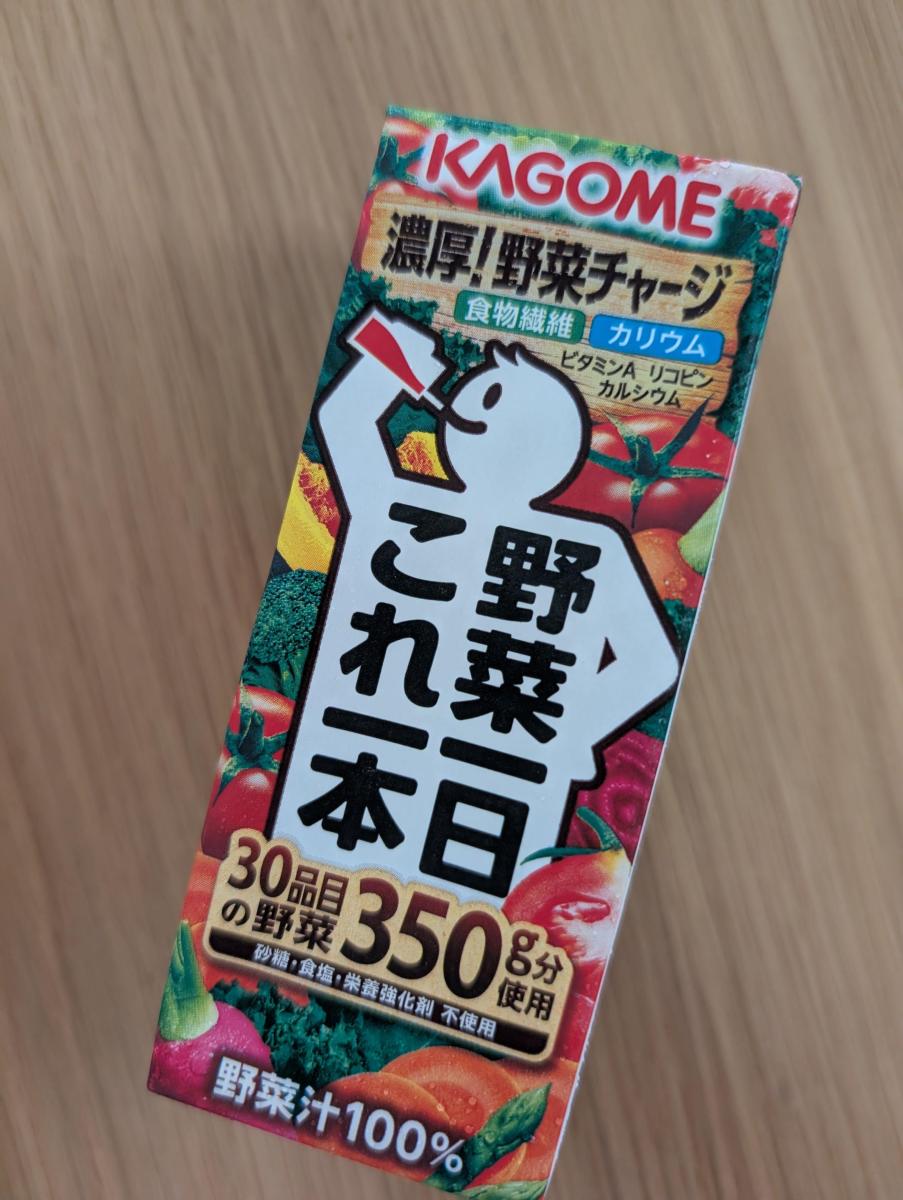 KAGOME
濃厚!野菜チャージ
食物繊維 カリウム
ビタミンA リコピン
カルシウム
野菜一日
これ一本
30品目
の野菜
350g分
使用
砂糖・食塩・栄養強化剤 不使用
野菜汁100%